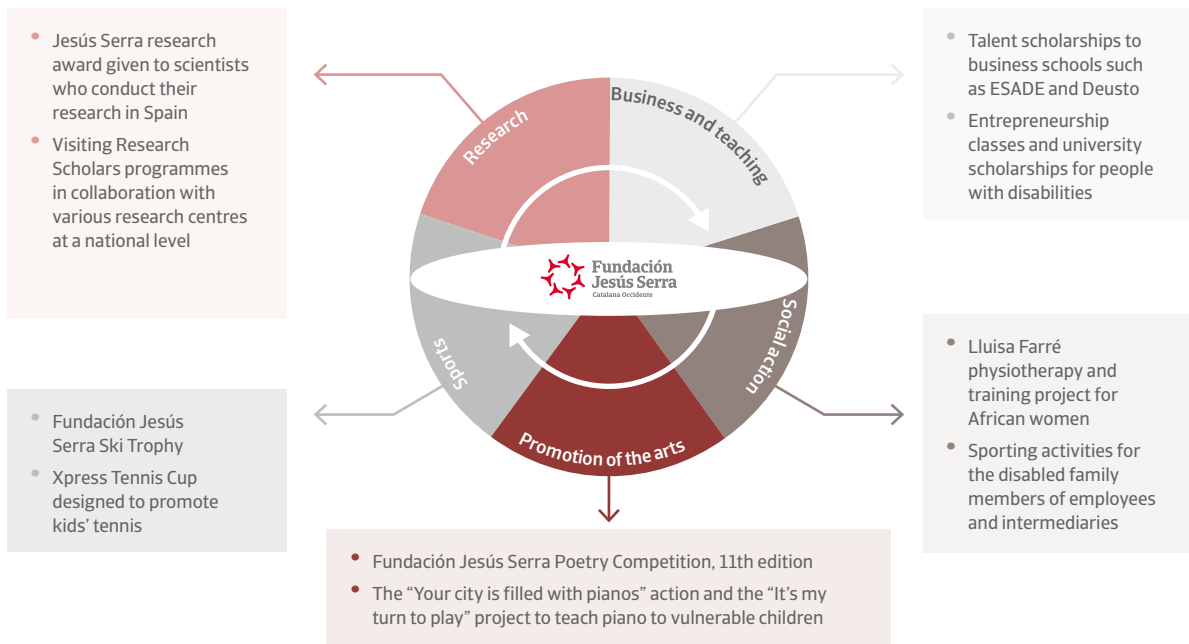 Jesús Serra research
award given to scientists
who conduct their
research in Spain
Visiting Research
Scholars programmes
in collaboration with
various research centres
at a national level
Research
Business and teaching
Talent scholarships to
business schools such
as ESADE and Deusto
Entrepreneurship
classes and university
scholarships for people
with disabilities
Fundación
Jesús Serra
Catalana Occidente
Sports
Social action
Promotion of the arts
Fundación Jesús
Serra Ski Trophy
Xpress Tennis Cup
designed to promote
kids’ tennis
Lluisa Farré
physiotherapy and
training project for
African women
Sporting activities for
the disabled family
members of employees
and intermediaries
Fundación Jesús Serra Poetry Competition, 11th edition
The “Your city is filled with pianos” action and the “It’s my
turn to play” project to teach piano to vulnerable children